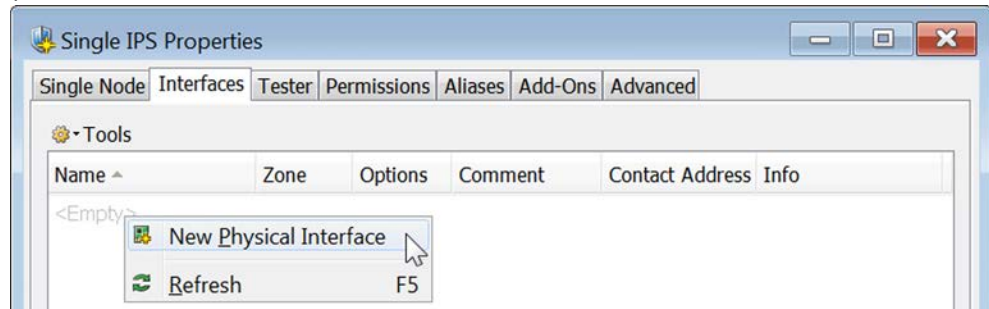 Single IPS Properties
Single Node Interfaces Tester Permissions Aliases Add-Ons Advanced
Tools
Name Zone Options Comment Contact Address Info
<Empty>
New Physical Interface
Refresh F5